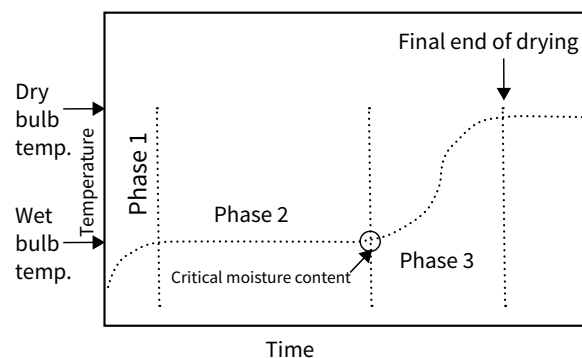 Final end of drying
Dry
bulb
temp.
Temperature
Phase 1
Phase 2
Wet
bulb
temp.
Critical moisture content
Phase 3
Time